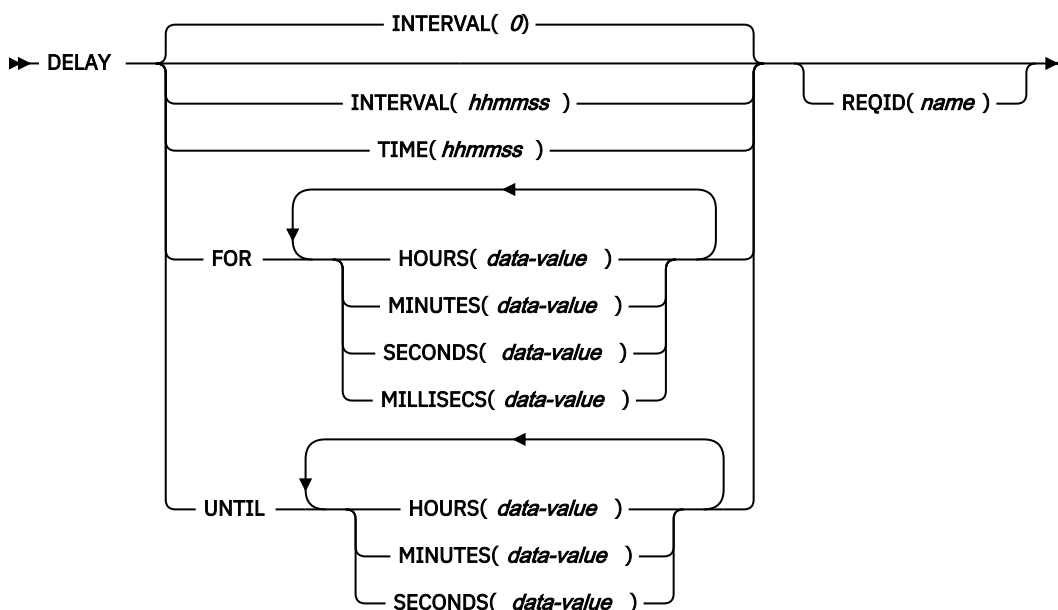 INTERVAL( 0)
DELAY
INTERVAL( hhmmss )
REQID( name )
TIME( hhmmss )
FOR
HOURS( data-value )
MINUTES( data-value )
SECONDS( data-value )
MILLISECS( data-value )
UNTIL
HOURS( data-value )
MINUTES( data-value )
SECONDS( data-value )